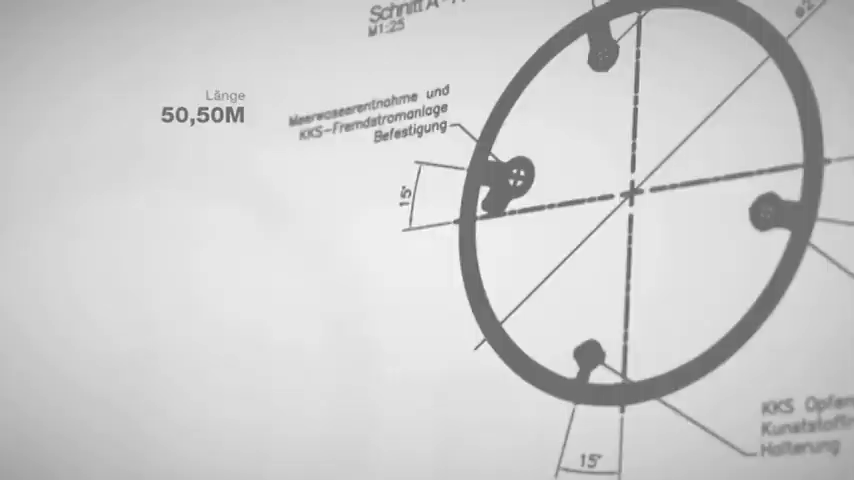 Schnitt A - A
M1:25
Länge
50,50M
Meerwasserentnahme und
KKS-Fremdstromanlage
Befestigung
15°
KKS Opfer
Kunststoff
Halterung
15°